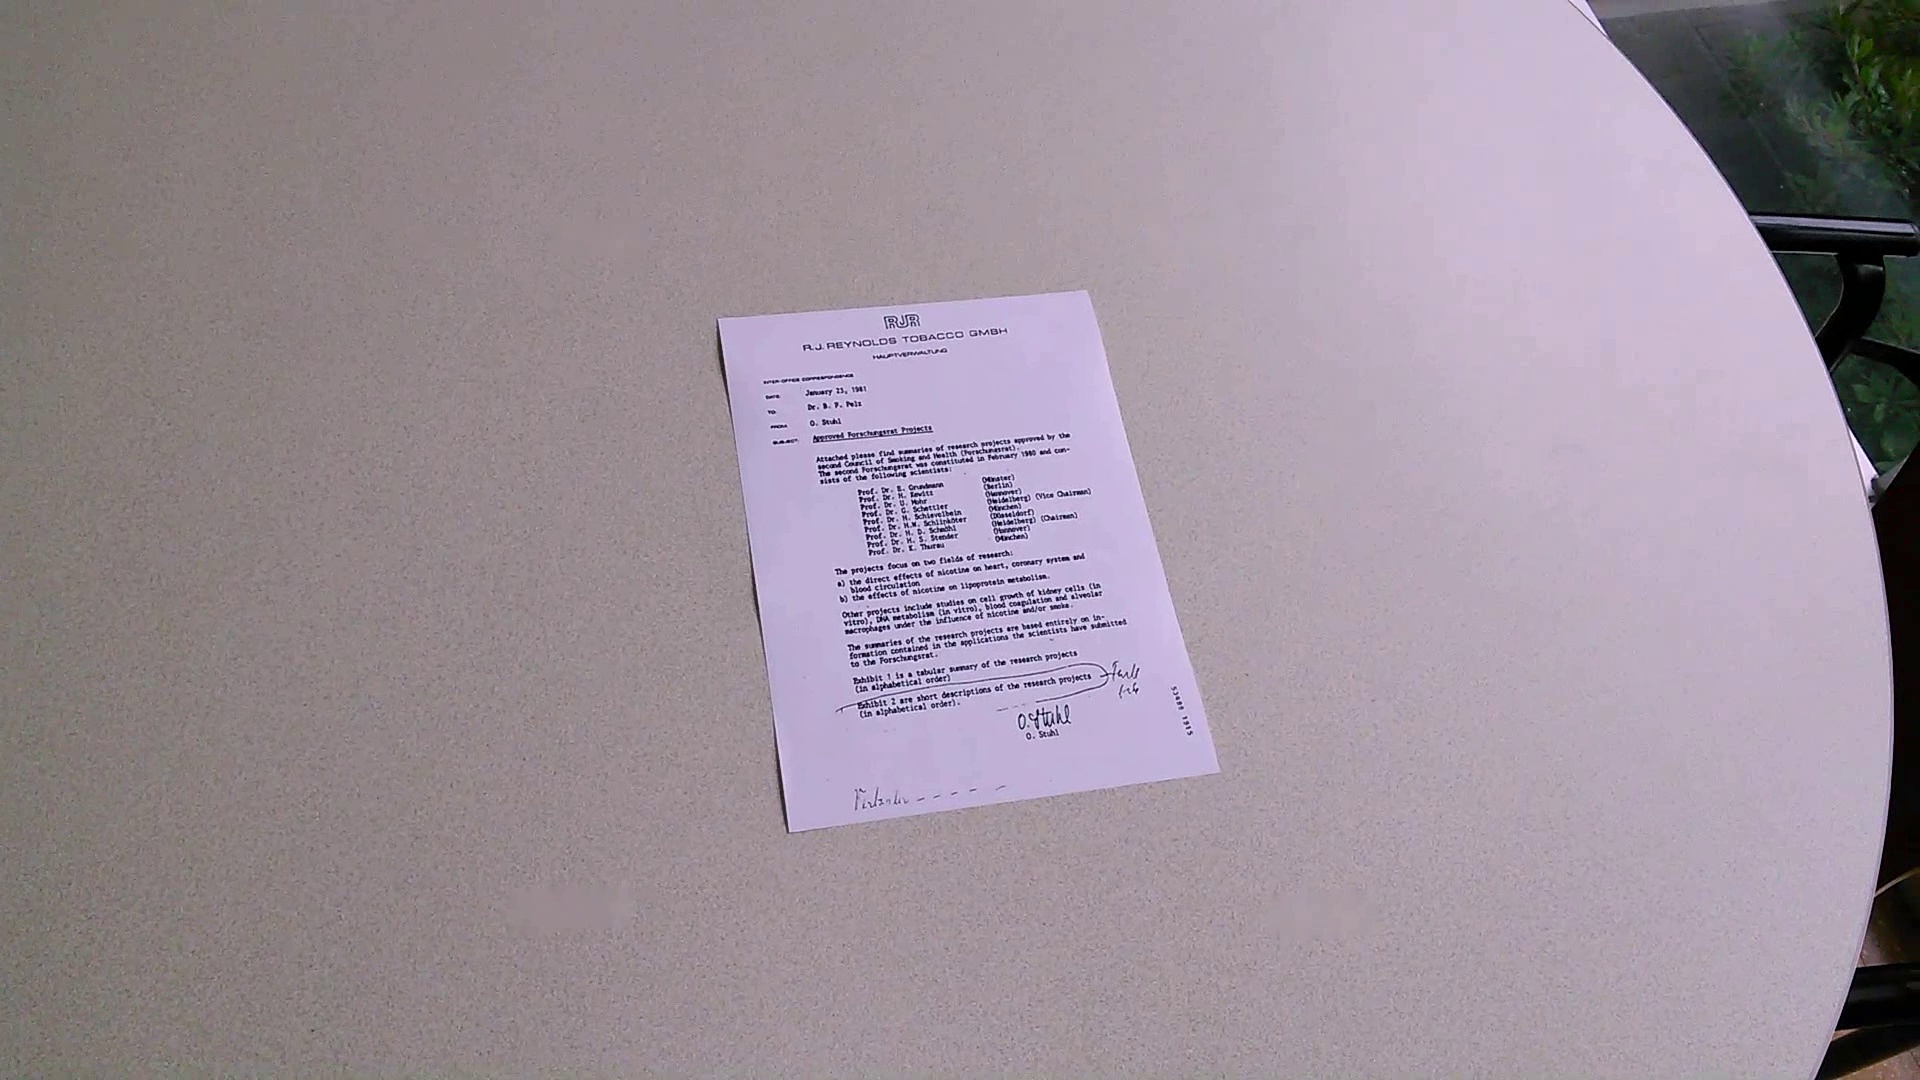 RJR
R.J. REYNOLDS TOBACCO GMBH
HAUPTVERWALTUNG
INTER-OFFICE CORRESPONDENCE
DATE: January 23, 1981
TO: Dr. B. F. Pelz
FROM: O. Stuhl
SUBJECT: Approved Forschungsrat Projects
Attached please find summaries of research projects approved by the
second Council of Smoking and Health (Forschungsrat).
The second Forschungsrat was constituted in February 1980 and con-
sists of the following scientists:
Prof. Dr. E. Grundmann (Münster)
Prof. Dr. H. Kewitz (Berlin)
Prof. Dr. U. Mohr (Hannover)
Prof. Dr. G. Schettler (Heidelberg) (Vice Chairman)
Prof. Dr. H. Schievelbein (München)
Prof. Dr. H.W. Schlipköter (Düsseldorf)
Prof. Dr. H. D. Schmähl (Heidelberg) (Chairman)
Prof. Dr. H. S. Stender (Hannover)
Prof. Dr. K. Thurau (München)
The projects focus on two fields of research:
a) the direct effects of nicotine on heart, coronary system and
blood circulation
b) the effects of nicotine on lipoprotein metabolism.
Other projects include studies on cell growth of kidney cells (in
vitro), DNA metabolism (in vitro), blood coagulation and alveolar
macrophages under the influence of nicotine and/or smoke.
The summaries of the research projects are based entirely on in-
formation contained in the applications the scientists have submitted
to the Forschungsrat.
Exhibit 1 is a tabular summary of the research projects
(in alphabetical order)
Exhibit 2 are short descriptions of the research projects
(in alphabetical order).
O. Stuhl
O. Stuhl